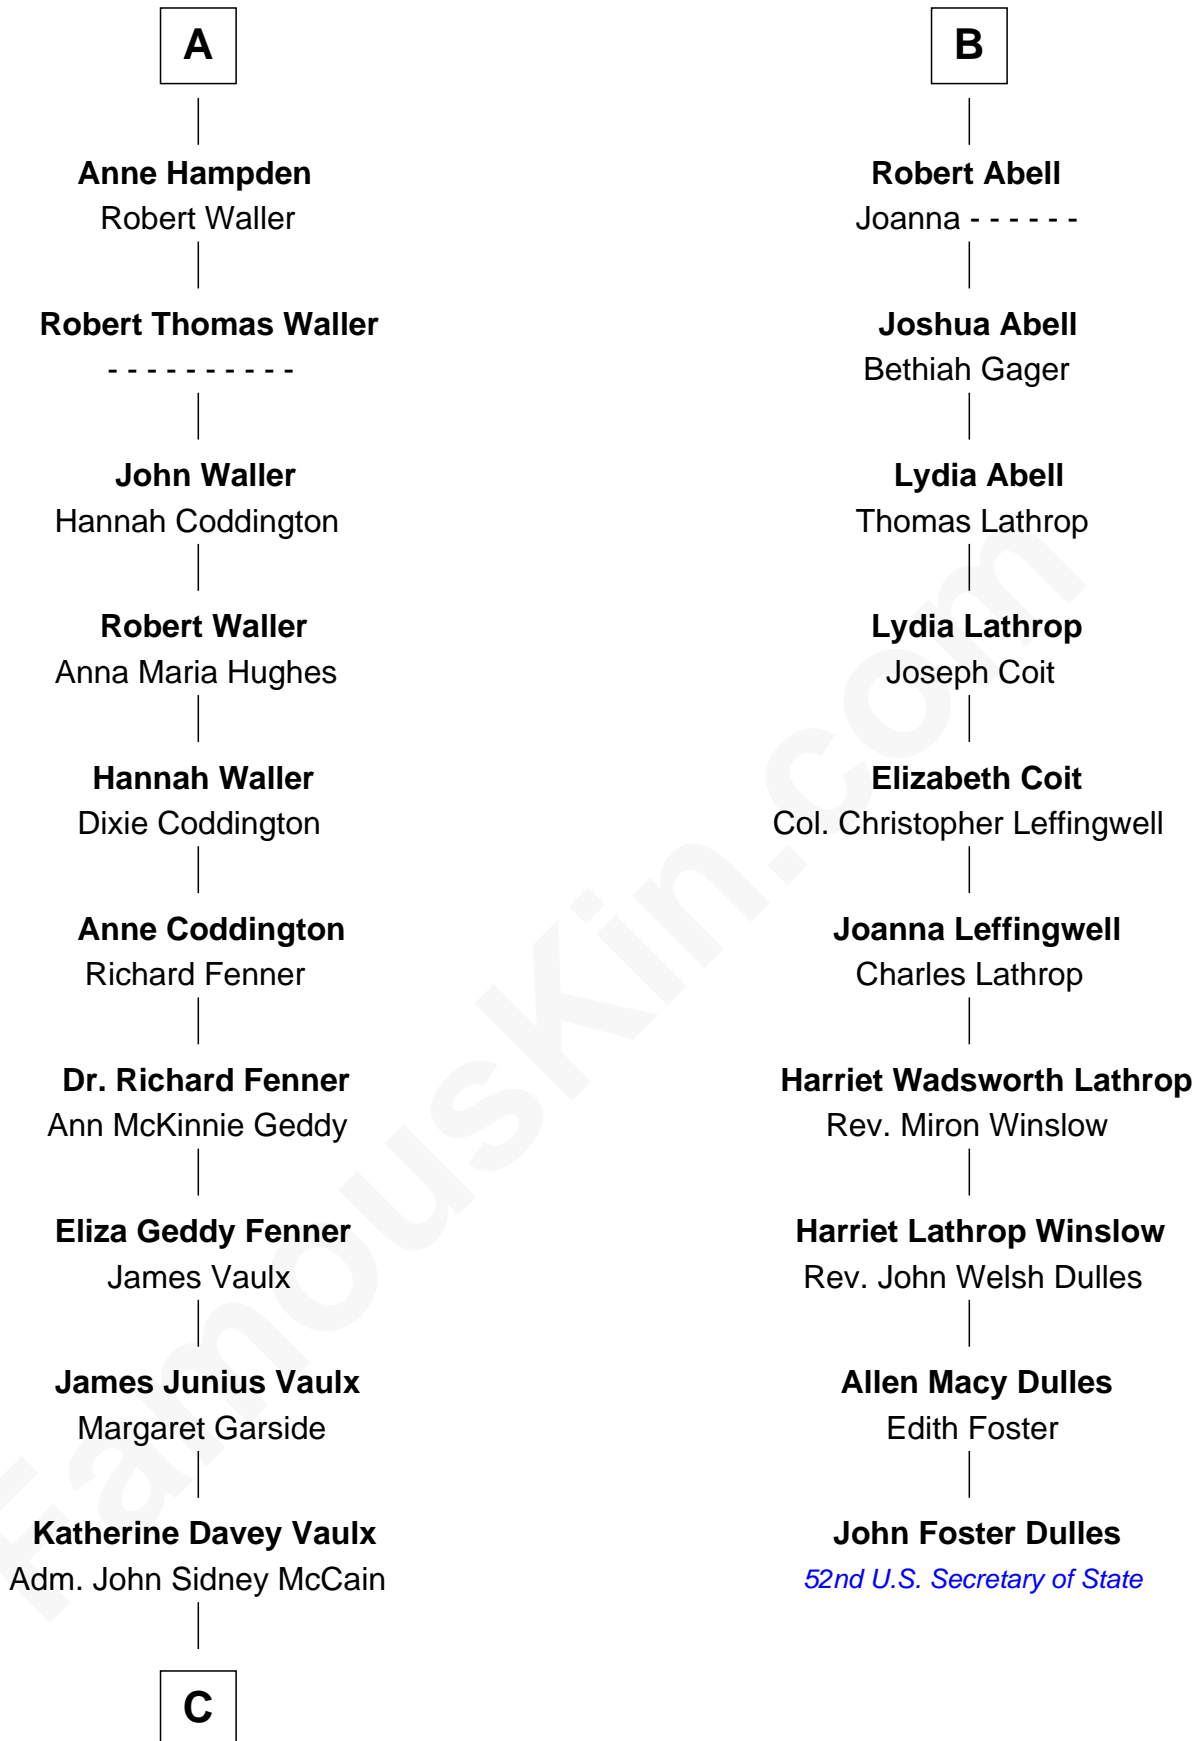 A
Anne Hampden
Robert Waller
Robert Thomas Waller
- - - - - - - - - -
John Waller
Hannah Coddington
Robert Waller
Anna Maria Hughes
Hannah Waller
Dixie Coddington
Anne Coddington
Richard Fenner
Dr. Richard Fenner
Ann McKinnie Geddy
Eliza Geddy Fenner
James Vaulx
James Junius Vaulx
Margaret Garside
Katherine Davey Vaulx
Adm. John Sidney McCain
C
B
Robert Abell
Joanna - - - - - -
Joshua Abell
Bethiah Gager
Lydia Abell
Thomas Lathrop
Lydia Lathrop
Joseph Coit
Elizabeth Coit
Col. Christopher Leffingwell
Joanna Leffingwell
Charles Lathrop
Harriet Wadsworth Lathrop
Rev. Miron Winslow
Harriet Lathrop Winslow
Rev. John Welsh Dulles
Allen Macy Dulles
Edith Foster
John Foster Dulles
52nd U.S. Secretary of State
FamousKin.com